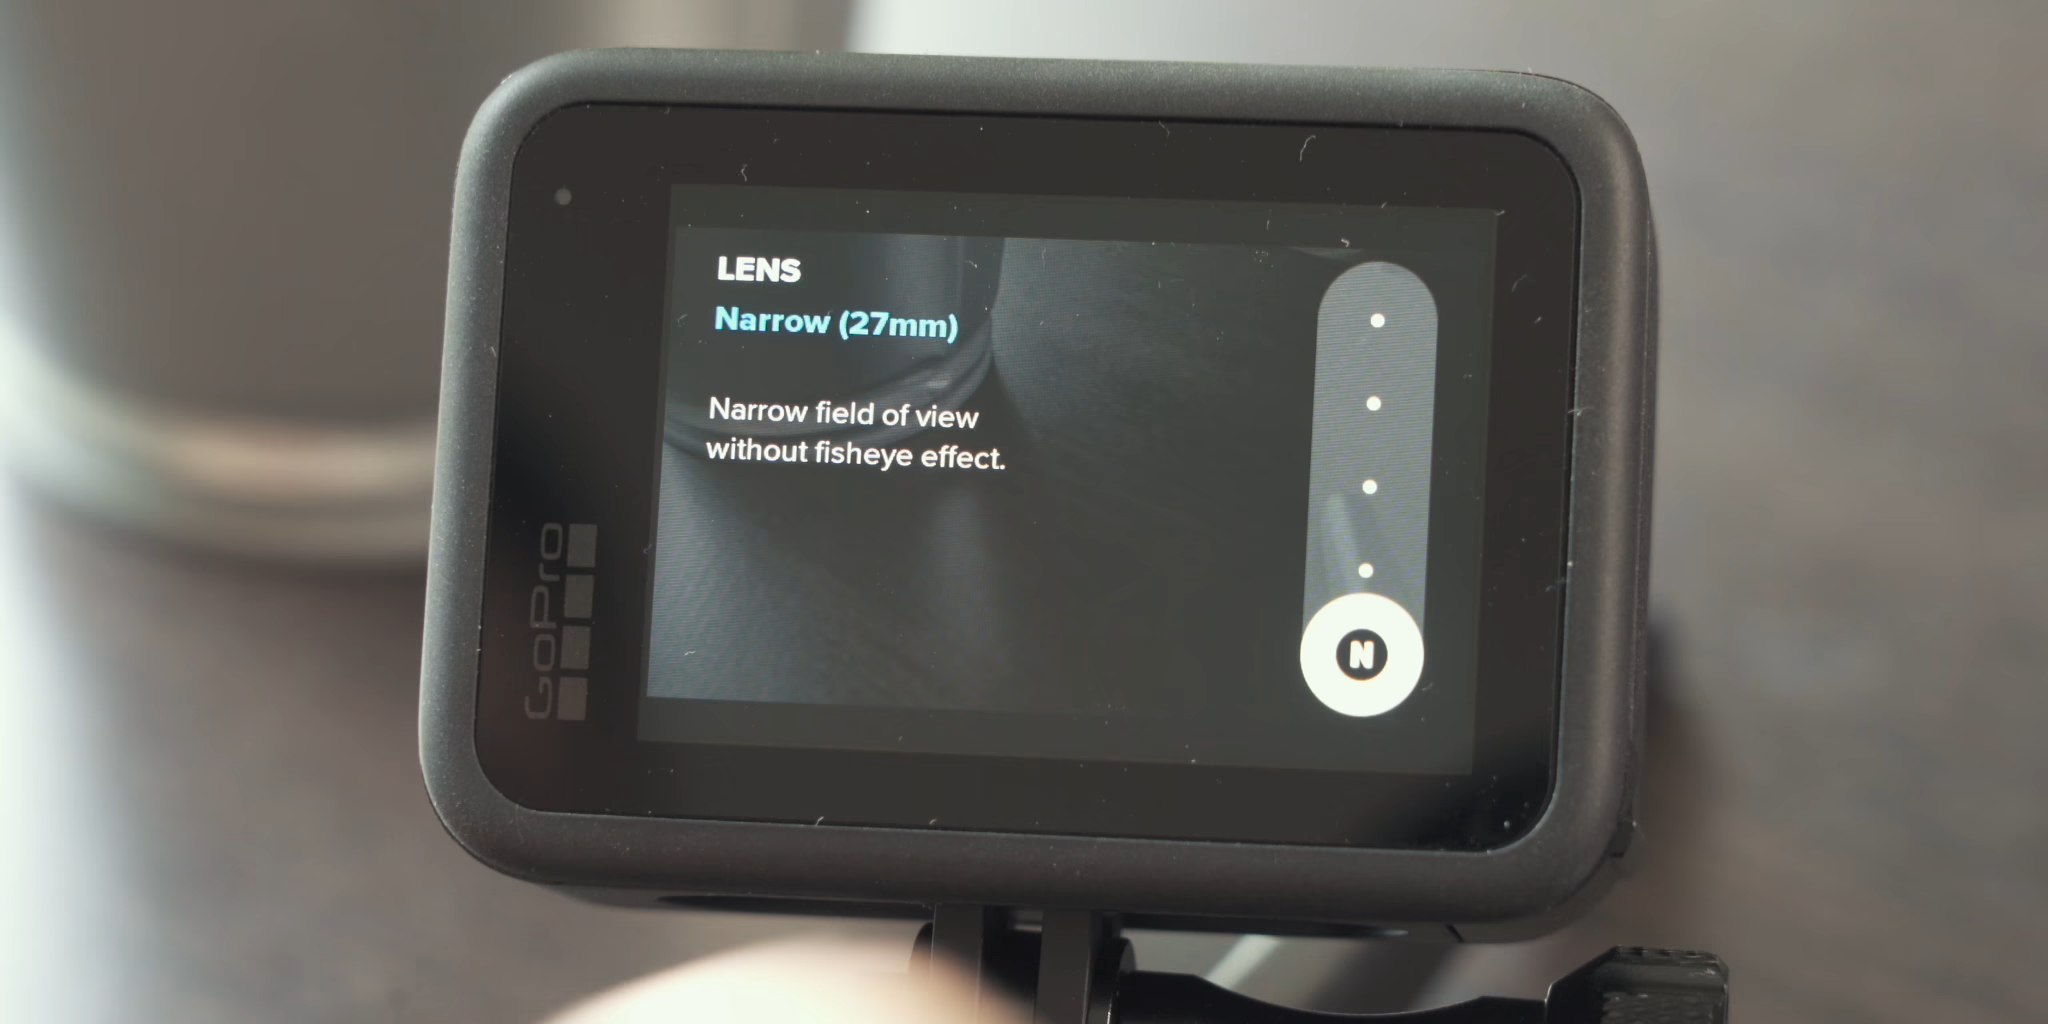 LENS
Narrow (27mm)
Narrow field of view
without fisheye effect.
N
GoPro